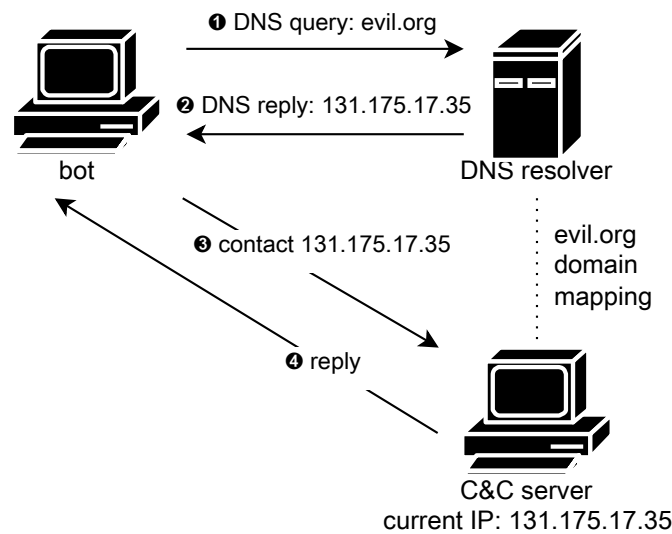 ❶ DNS query: evil.org
❷ DNS reply: 131.175.17.35
bot
DNS resolver
❸ contact 131.175.17.35
evil.org
domain
mapping
❹ reply
C&C server
current IP: 131.175.17.35